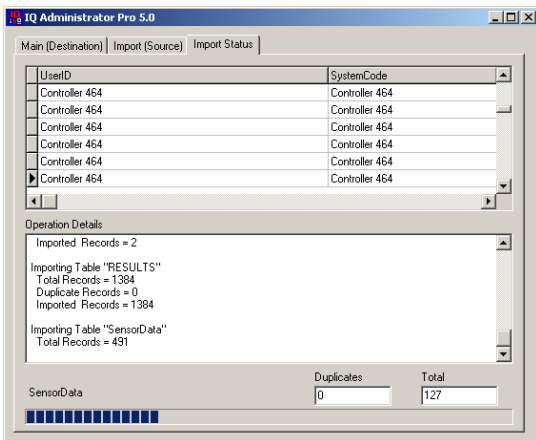 IQ Administrator Pro 5.0
Main (Destination) Import (Source) Import Status
UserID SystemCode
Controller 464 Controller 464
Controller 464 Controller 464
Controller 464 Controller 464
Controller 464 Controller 464
Controller 464 Controller 464
Controller 464 Controller 464
Operation Details
Imported Records = 2
Importing Table "RESULTS"
Total Records = 1384
Duplicate Records = 0
Imported Records = 1384
Importing Table "SensorData"
Total Records = 491
Duplicates Total
SensorData 0 127